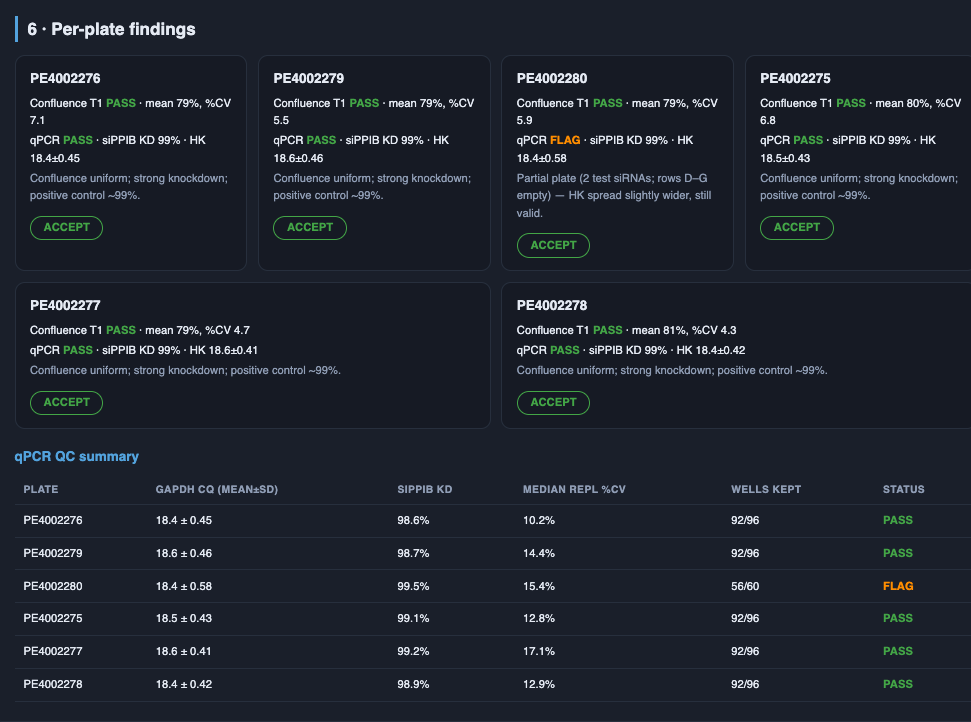 6 · Per-plate findings
PE4002276
Confluence T1 PASS · mean 79%, %CV
7.1
qPCR PASS · siPPIB KD 99% · HK
18.4±0.45
Confluence uniform; strong knockdown;
positive control ~99%.
ACCEPT
PE4002279
Confluence T1 PASS · mean 79%, %CV
5.5
qPCR PASS · siPPIB KD 99% · HK
18.6±0.46
Confluence uniform; strong knockdown;
positive control ~99%.
ACCEPT
PE4002280
Confluence T1 PASS · mean 79%, %CV
5.9
qPCR FLAG · siPPIB KD 99% · HK
18.4±0.58
Partial plate (2 test siRNAs; rows D–G
empty) — HK spread slightly wider, still
valid.
ACCEPT
PE4002275
Confluence T1 PASS · mean 80%, %CV
6.8
qPCR PASS · siPPIB KD 99% · HK
18.5±0.43
Confluence uniform; strong knockdown;
positive control ~99%.
ACCEPT
PE4002277
Confluence T1 PASS · mean 79%, %CV 4.7
qPCR PASS · siPPIB KD 99% · HK 18.6±0.41
Confluence uniform; strong knockdown; positive control ~99%.
ACCEPT
PE4002278
Confluence T1 PASS · mean 81%, %CV 4.3
qPCR PASS · siPPIB KD 99% · HK 18.4±0.42
Confluence uniform; strong knockdown; positive control ~99%.
ACCEPT
qPCR QC summary
PLATE GAPDH CQ (MEAN±SD) SIPPIB KD MEDIAN REPL %CV WELLS KEPT STATUS
PE4002276 18.4 ± 0.45 98.6% 10.2% 92/96 PASS
PE4002279 18.6 ± 0.46 98.7% 14.4% 92/96 PASS
PE4002280 18.4 ± 0.58 99.5% 15.4% 56/60 FLAG
PE4002275 18.5 ± 0.43 99.1% 12.8% 92/96 PASS
PE4002277 18.6 ± 0.41 99.2% 17.1% 92/96 PASS
PE4002278 18.4 ± 0.42 98.9% 12.9% 92/96 PASS